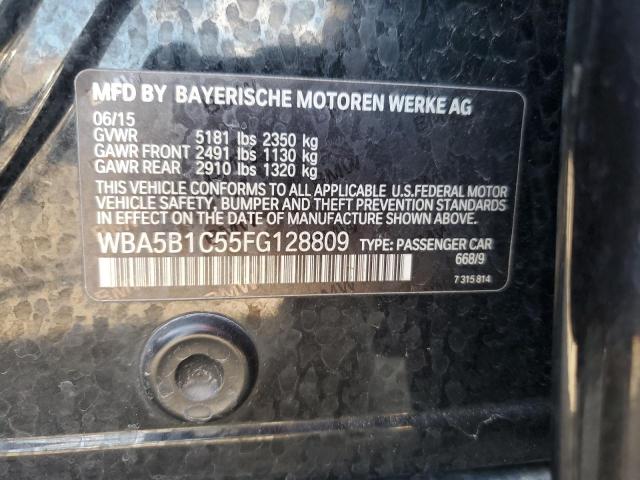 MFD BY BAYERISCHE MOTOREN WERKE AG
06/15
GVWR 5181 lbs 2350 kg
GAWR FRONT 2491 lbs 1130 kg
GAWR REAR 2910 lbs 1320 kg
THIS VEHICLE CONFORMS TO ALL APPLICABLE U.S.FEDERAL MOTOR
VEHICLE SAFETY, BUMPER AND THEFT PREVENTION STANDARDS
IN EFFECT ON THE DATE OF MANUFACTURE SHOWN ABOVE.
WBA5B1C55FG128809 TYPE: PASSENGER CAR
668/9
7 315 814